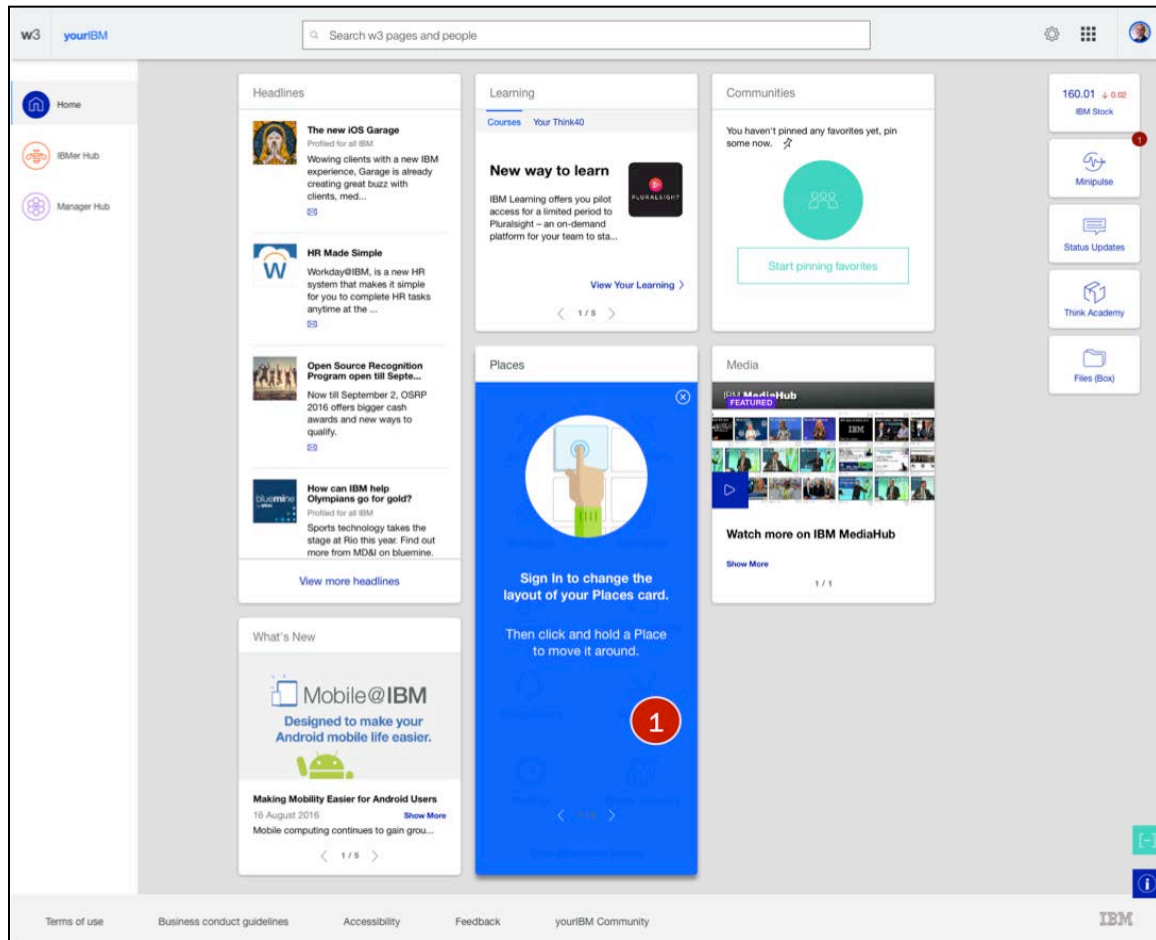 w3
yourIBM
Search w3 pages and people
Home
IBMer Hub
Manager Hub
Headlines
The new iOS Garage
Profiled for all IBM
Wowing clients with a new IBM
experience, Garage is already
creating great buzz with
clients, med...
HR Made Simple
Workday@IBM, is a new HR
system that makes it simple
for you to complete HR tasks
anytime at the ...
Open Source Recognition
Program open till Septe...
Now till September 2, OSRP
2016 offers bigger cash
awards and new ways to
qualify.
bluemine
How can IBM help
Olympians go for gold?
Profiled for all IBM
Sports technology takes the
stage at Rio this year. Find out
more from MD&I on bluemine.
View more headlines
What's New
Mobile@IBM
Designed to make your
Android mobile life easier.
Making Mobility Easier for Android Users
16 August 2016
Show More
Mobile computing continues to gain grou...
1 / 5
Learning
Courses
Your Think40
New way to learn
IBM Learning offers you pilot
access for a limited period to
Pluralsight – an on-demand
platform for your team to sta...
PLURALSIGHT
View Your Learning
1 / 5
Places
Sign In to change the
layout of your Places card.
Then click and hold a Place
to move it around.
1
Communities
You haven't pinned any favorites yet, pin
some now.
Start pinning favorites
Media
IBM MediaHub
FEATURED
IBM
Watch more on IBM MediaHub
Show More
1 / 1
160.01 ↓ 0.02
IBM Stock
1
Minipulse
Status Updates
Think Academy
Files (Box)
Terms of use
Business conduct guidelines
Accessibility
Feedback
yourIBM Community
IBM